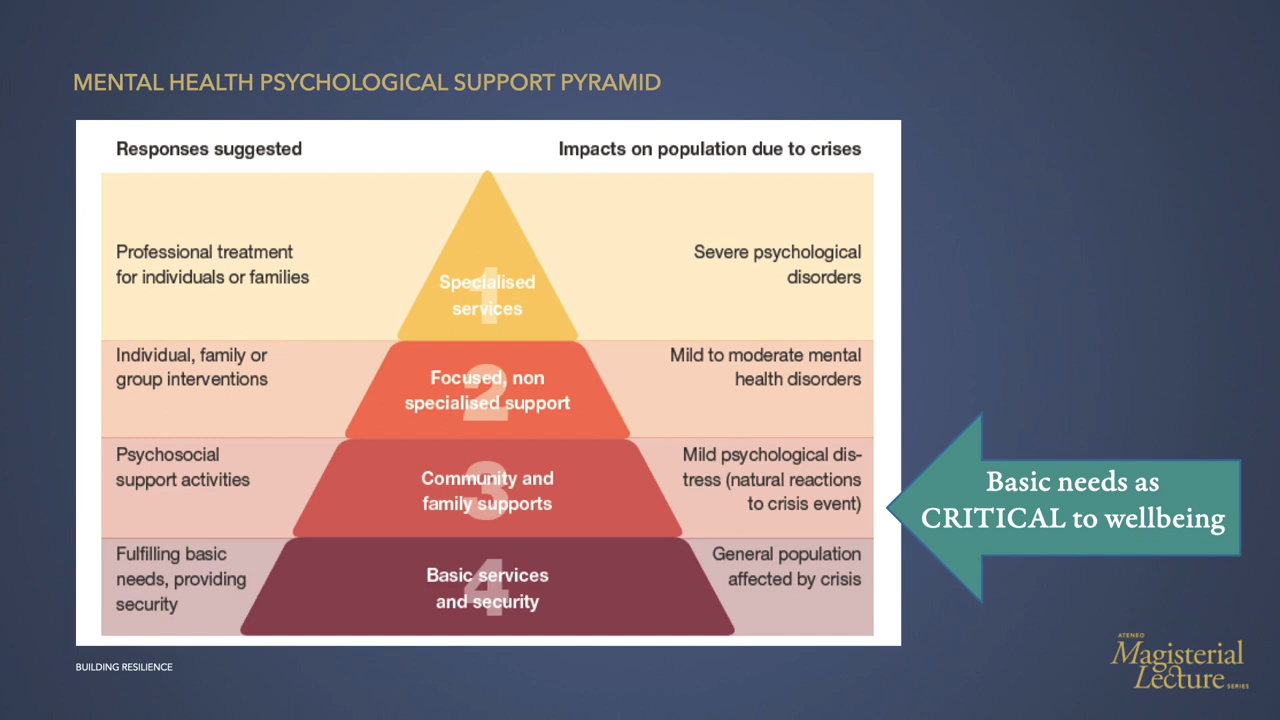 MENTAL HEALTH PSYCHOLOGICAL SUPPORT PYRAMID
Responses suggested
Impacts on population due to crises
Professional treatment
for individuals or families
1
Specialised
services
Severe psychological
disorders
Individual, family or
group interventions
2
Focused, non
specialised support
Mild to moderate mental
health disorders
Psychosocial
support activities
3
Community and
family supports
Mild psychological dis-
tress (natural reactions
to crisis event)
Fulfilling basic
needs, providing
security
4
Basic services
and security
General population
affected by crisis
Basic needs as
CRITICAL to wellbeing
BUILDING RESILIENCE
ATENEO
Magisterial
Lecture SERIES